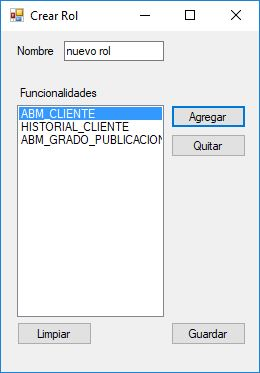 Crear Rol
Nombre nuevo rol
Funcionalidades
ABM_CLIENTE
HISTORIAL_CLIENTE
ABM_GRADO_PUBLICACION
Agregar
Quitar
Limpiar
Guardar